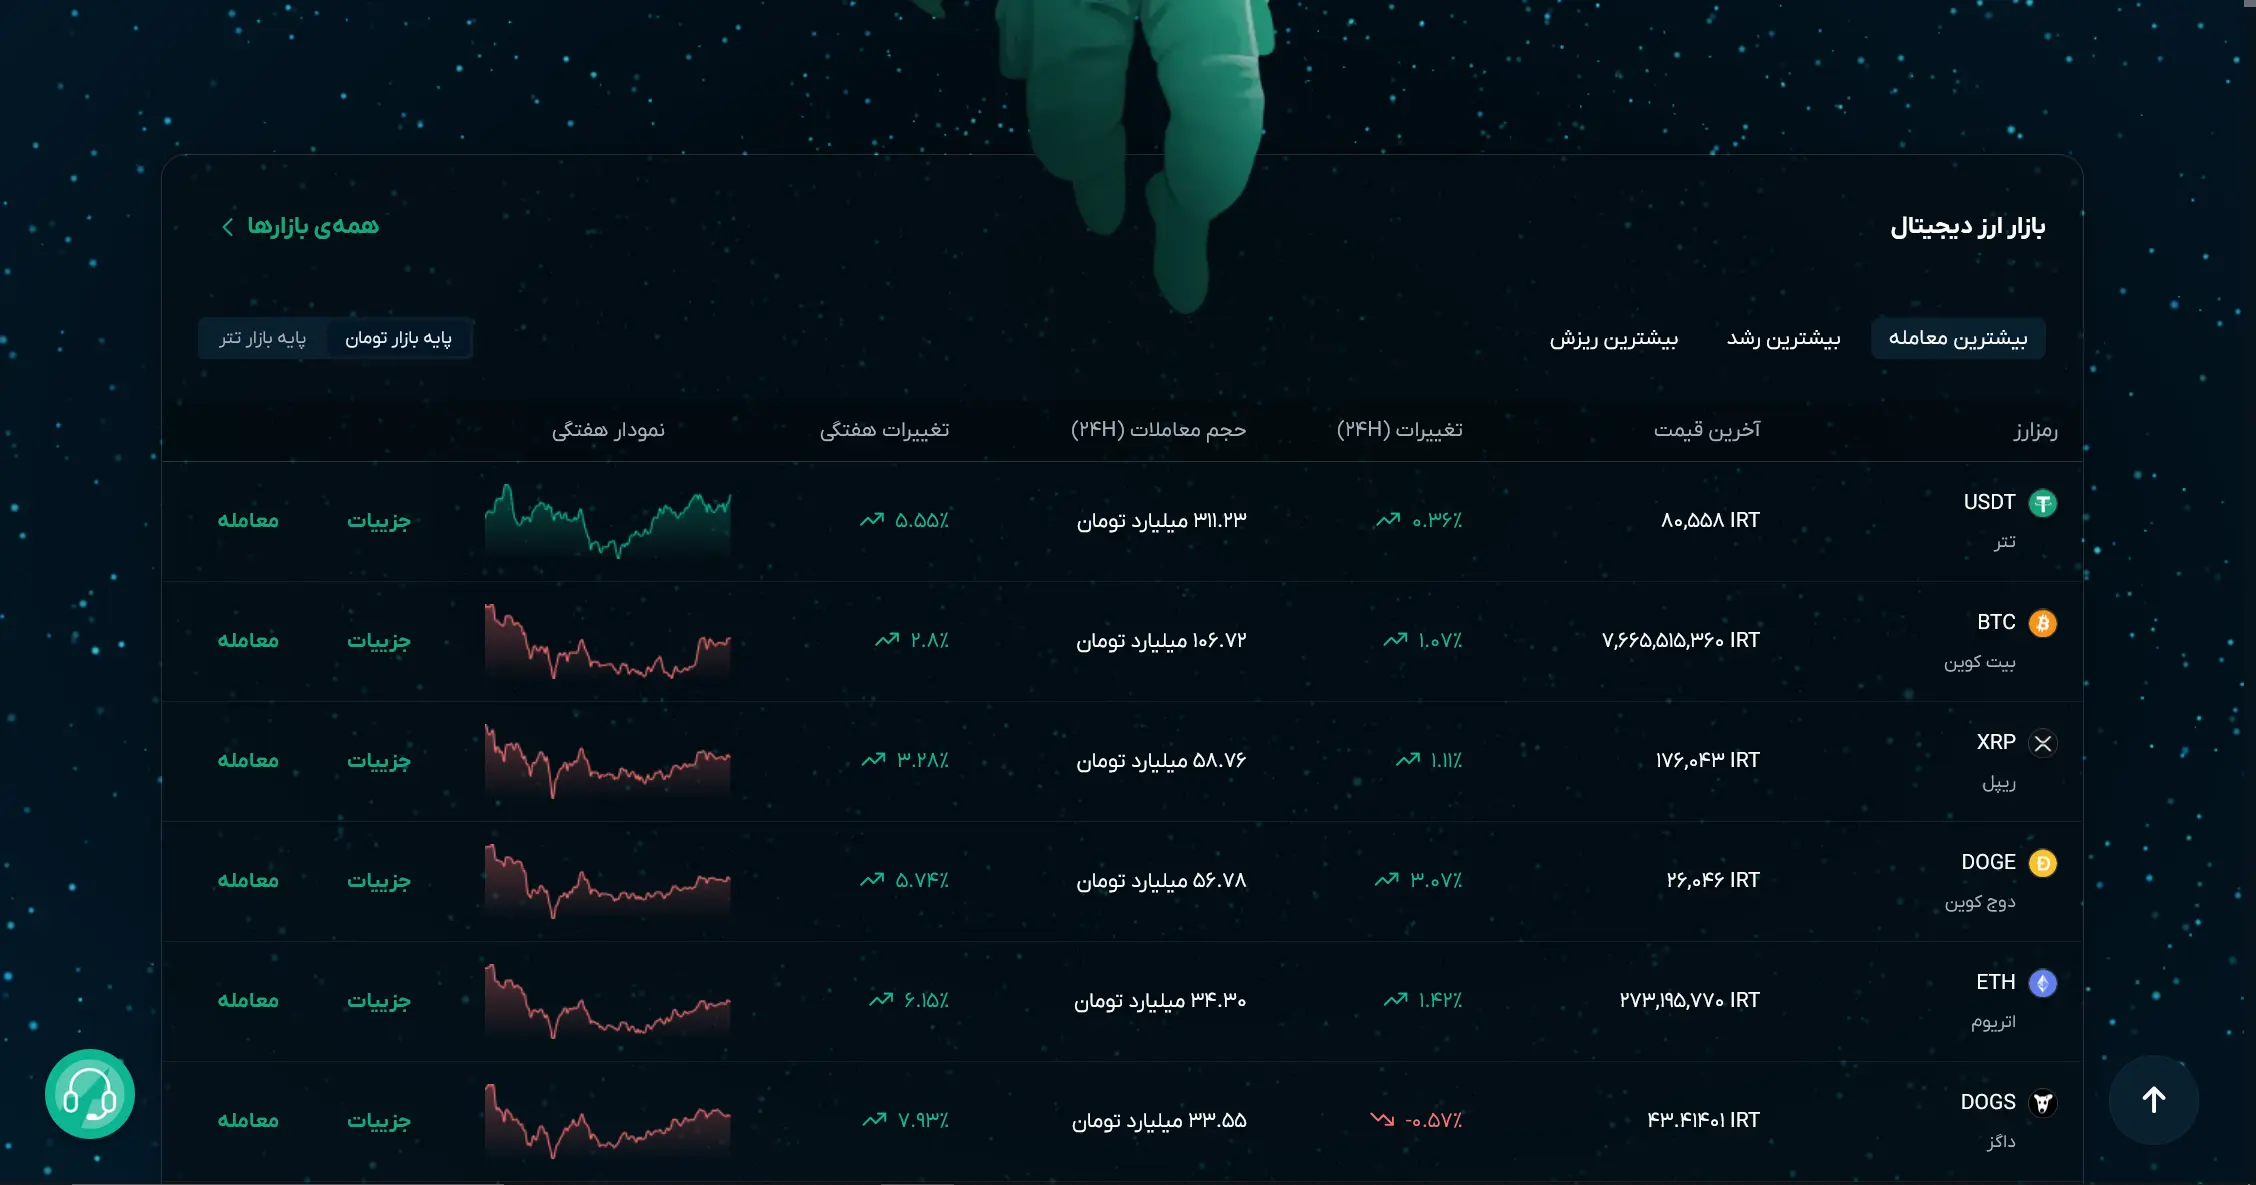 بازار ارز دیجیتال
همه‌ی بازارها
بیشترین معامله بیشترین رشد بیشترین ریزش
پایه بازار تومان پایه بازار تتر
رمزارز آخرین قیمت تغییرات (۲۴H) حجم معاملات (۲۴H) تغییرات هفتگی نمودار هفتگی
USDT
تتر
۸۰,۵۵۸ IRT
۰.۳۶٪
۳۱۱.۲۳ میلیارد تومان
۵.۵۵٪
جزییات
معامله
BTC
بیت کوین
۷,۶۶۵,۵۱۵,۳۶۰ IRT
۱.۰۷٪
۱۰۶.۷۲ میلیارد تومان
۲.۸٪
جزییات
معامله
XRP
ریپل
۱۷۶,۰۴۳ IRT
۱.۱۱٪
۵۸.۷۶ میلیارد تومان
۳.۲۸٪
جزییات
معامله
DOGE
دوج کوین
۲۶,۰۴۶ IRT
۳.۰۷٪
۵۶.۷۸ میلیارد تومان
۵.۷۴٪
جزییات
معامله
ETH
اتریوم
۲۷۳,۱۹۵,۷۷۰ IRT
۱.۴۲٪
۳۴.۳۰ میلیارد تومان
۶.۱۵٪
جزییات
معامله
DOGS
داگز
۴۳.۴۱۴۰۱ IRT
-۰.۵۷٪
۳۳.۵۵ میلیارد تومان
۷.۹۳٪
جزییات
معامله